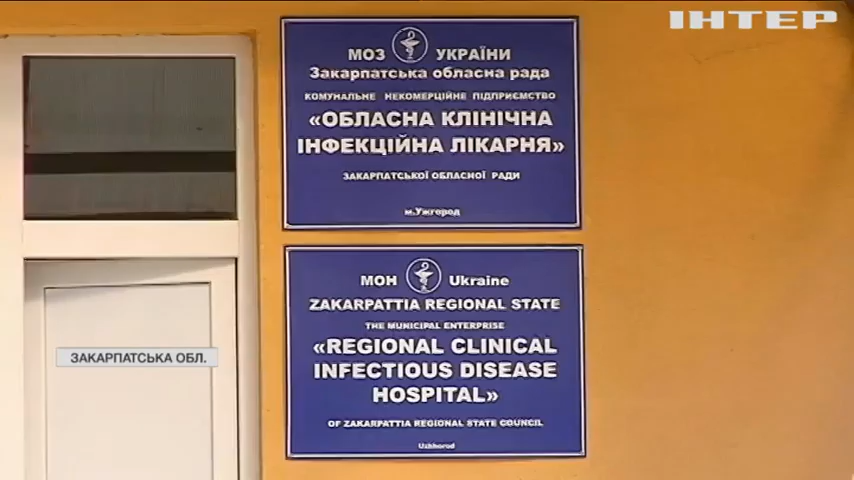 ІНТЕР
МОЗ УКРАЇНИ
Закарпатська обласна рада
КОМУНАЛЬНЕ НЕКОМЕРЦІЙНЕ ПІДПРИЄМСТВО
«ОБЛАСНА КЛІНІЧНА
ІНФЕКЦІЙНА ЛІКАРНЯ»
ЗАКАРПАТСЬКОЇ ОБЛАСНОЇ РАДИ
м.Ужгород
МОН Ukraine
ZAKARPATTIA REGIONAL STATE
THE MUNICIPAL ENTERPRISE
«REGIONAL CLINICAL
INFECTIOUS DISEASE
HOSPITAL»
OF ZAKARPATTIA REGIONAL STATE COUNCIL
Uzhhorod
ЗАКАРПАТСЬКА ОБЛ.